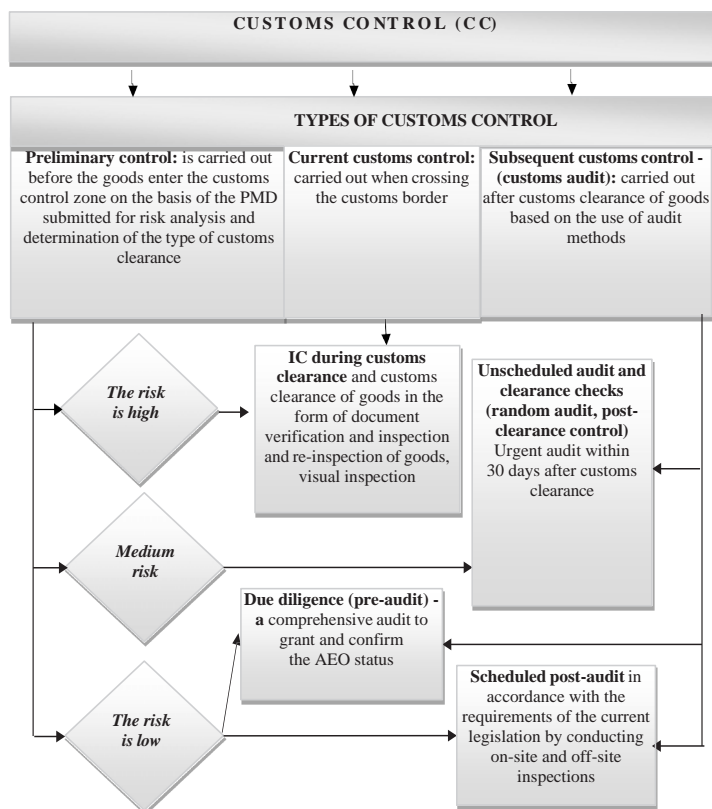 CUSTOMS CONTROL (CC)
TYPES OF CUSTOMS CONTROL
Preliminary control: is carried out
before the goods enter the customs
control zone on the basis of the PMD
submitted for risk analysis and
determination of the type of customs
clearance
Current customs control:
carried out when crossing
the customs border
Subsequent customs control -
(customs audit): carried out
after customs clearance of goods
based on the use of audit
methods
The risk
is high
IC during customs
clearance and customs
clearance of goods in the
form of document
verification and inspection
and re-inspection of goods,
visual inspection
Unscheduled audit and
clearance checks
(random audit, post-
clearance control)
Urgent audit within
30 days after customs
clearance
Medium
risk
Due diligence (pre-audit) -
a comprehensive audit to
grant and confirm
the AEO status
The risk
is low
Scheduled post-audit in
accordance with the
requirements of the current
legislation by conducting
on-site and off-site
inspections